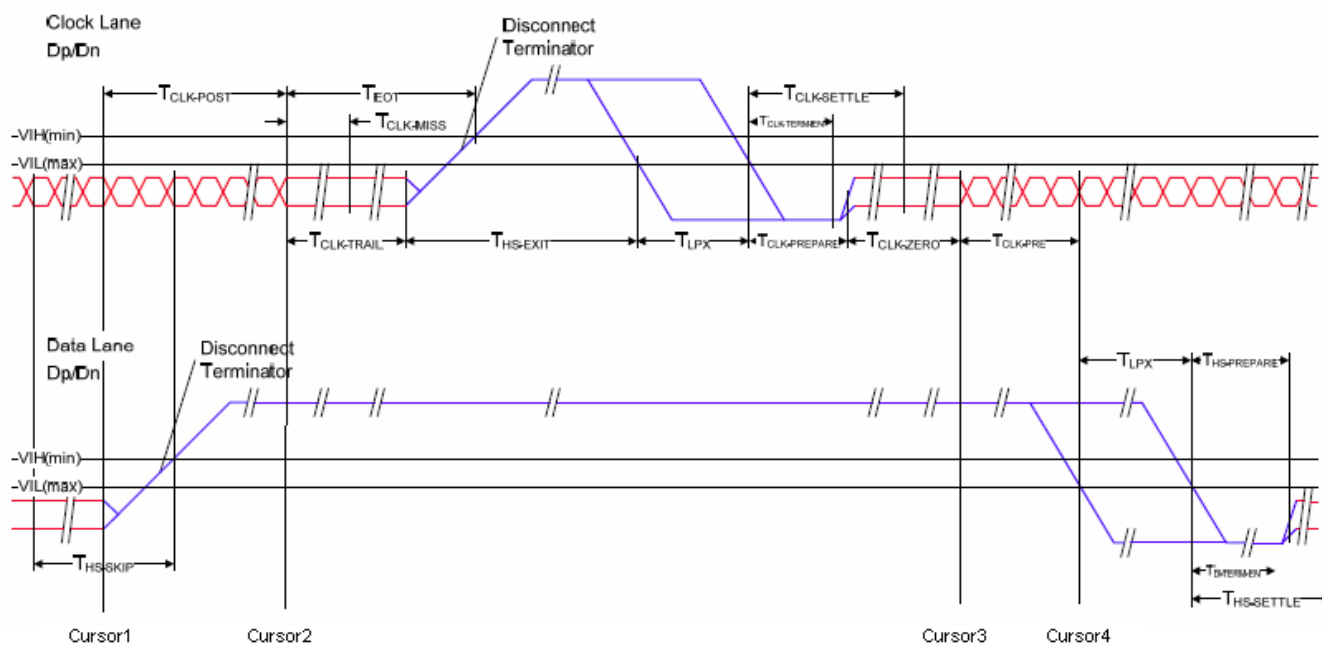 Clock Lane
Dp/Dn
Disconnect
Terminator
TCLK-POST
TEOT
TCLK-SETTLE
TCLK-MISS
TCLK-TERM-EN
VIH(min)
VIL(max)
TCLK-TRAIL
THS-EXIT
TLPX
TCLK-PREPARE
TCLK-ZERO
TCLK-PRE
Data Lane
Dp/Dn
Disconnect
Terminator
TLPX
THS-PREPARE
VIH(min)
VIL(max)
THS-SKIP
TD-TERM-EN
THS-SETTLE
Cursor1
Cursor2
Cursor3
Cursor4